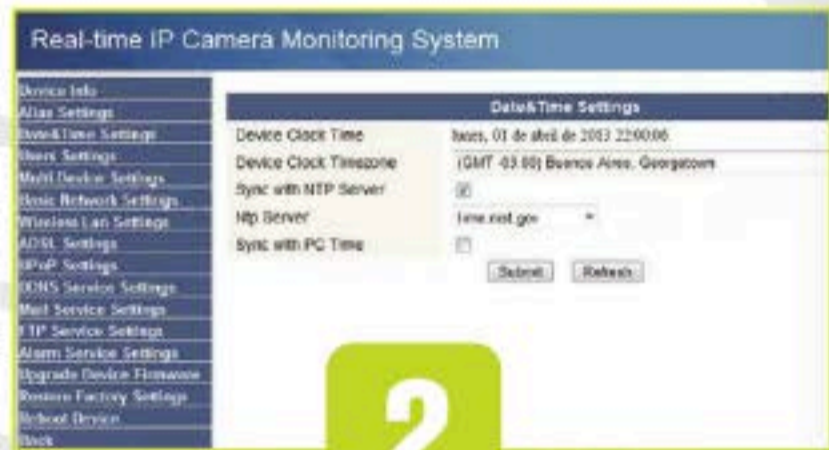 Real-time IP Camera Monitoring System
Device Info
Alias Settings
Date&Time Settings
Users Settings
Multi-Device Settings
Basic Network Settings
Wireless Lan Settings
ADSL Settings
UPnP Settings
DDNS Service Settings
Mail Service Settings
FTP Service Settings
Alarm Service Settings
Upgrade Device Firmware
Restore Factory Settings
Reboot Device
Back
Date&Time Settings
Device Clock Time lunes, 01 de abril de 2013 22:00:06
Device Clock Timezone (GMT -03:00) Buenos Aires, Georgetown
Sync with NTP Server
Ntp Server time.nist.gov
Sync with PC Time
Submit Refresh
2